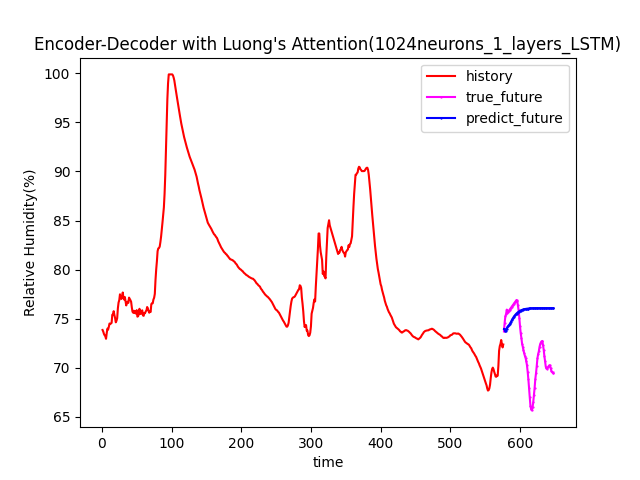 Encoder-Decoder with Luong's Attention(1024neurons_1_layers_LSTM)
history
true_future
predict_future
Relative Humidity(%)
100
95
90
85
80
75
70
65
0 100 200 300 400 500 600
time